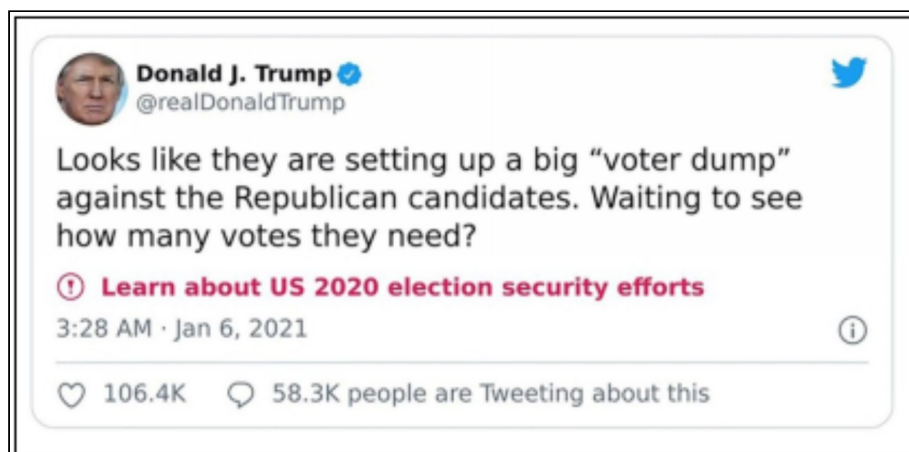 Donald J. Trump
@realDonaldTrump
Looks like they are setting up a big “voter dump”
against the Republican candidates. Waiting to see
how many votes they need?
Learn about US 2020 election security efforts
3:28 AM · Jan 6, 2021
106.4K 58.3K people are Tweeting about this